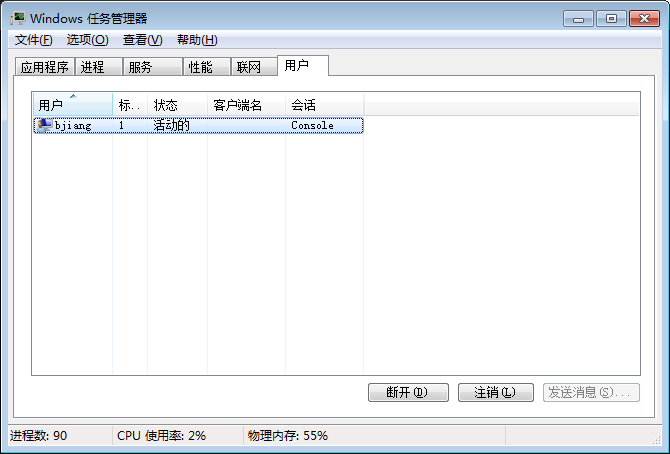 Windows 任务管理器
文件(F) 选项(O) 查看(V) 帮助(H)
应用程序 进程 服务 性能 联网 用户
用户 标.. 状态 客户端名 会话
bjiang 1 活动的 Console
断开(D) 注销(L) 发送消息(S)...
进程数: 90 CPU 使用率: 2% 物理内存: 55%